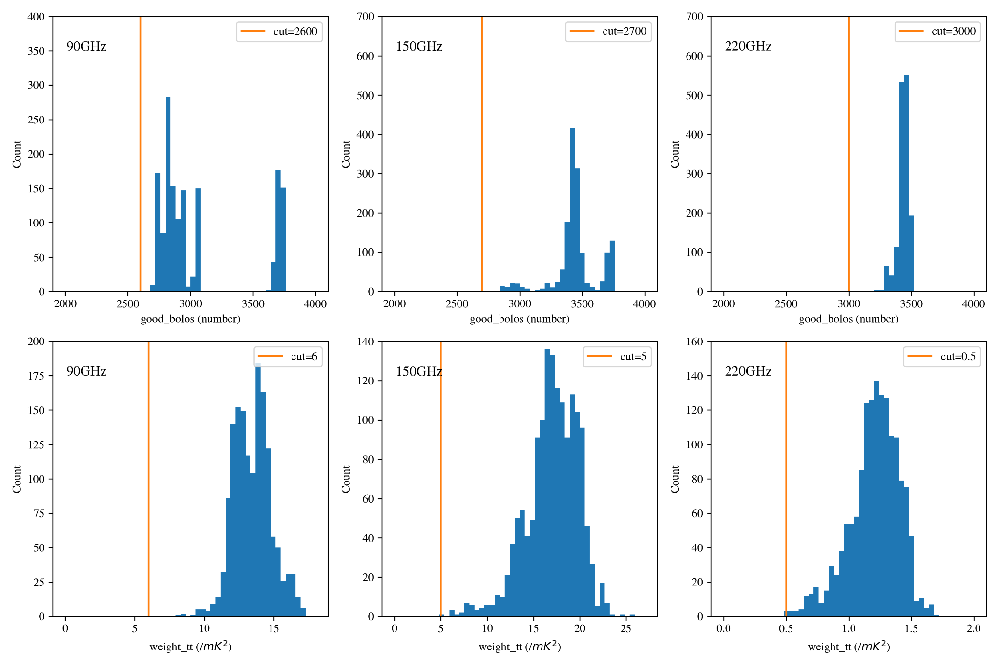 400
350
300
250
200
150
100
50
0
Count
90GHz
cut=2600
2000 2500 3000 3500 4000
good_bolos (number)
700
600
500
400
300
200
100
0
Count
150GHz
cut=2700
2000 2500 3000 3500 4000
good_bolos (number)
700
600
500
400
300
200
100
0
Count
220GHz
cut=3000
2000 2500 3000 3500 4000
good_bolos (number)
200
175
150
125
100
75
50
25
0
Count
90GHz
cut=6
0 5 10 15
weight_tt (/mK²)
140
120
100
80
60
40
20
0
Count
150GHz
cut=5
0 5 10 15 20 25
weight_tt (/mK²)
160
140
120
100
80
60
40
20
0
Count
220GHz
cut=0.5
0.0 0.5 1.0 1.5 2.0
weight_tt (/mK²)